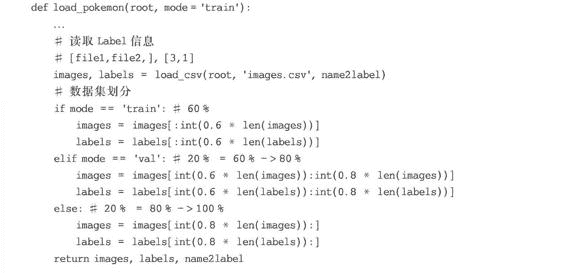 def load_pokemon(root, mode = 'train'):
    ...
    # 读取 Label 信息
    # [file1,file2,], [3,1]
    images, labels = load_csv(root, 'images.csv', name2label)
    # 数据集划分
    if mode == 'train': # 60 %
        images = images[:int(0.6 * len(images))]
        labels = labels[:int(0.6 * len(labels))]
    elif mode == 'val': # 20 % = 60 % -> 80 %
        images = images[int(0.6 * len(images)):int(0.8 * len(images))]
        labels = labels[int(0.6 * len(labels)):int(0.8 * len(labels))]
    else: # 20 % = 80 % -> 100 %
        images = images[int(0.8 * len(images)):]
        labels = labels[int(0.8 * len(labels)):]
    return images, labels, name2label